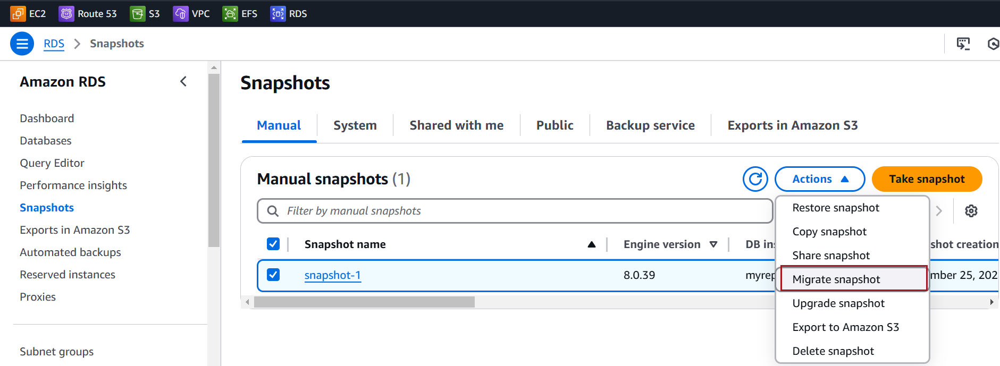 EC2 Route 53 S3 VPC EFS RDS
RDS Snapshots
Amazon RDS
Dashboard
Databases
Query Editor
Performance insights
Snapshots
Exports in Amazon S3
Automated backups
Reserved instances
Proxies
Subnet groups
Snapshots
Manual System Shared with me Public Backup service Exports in Amazon S3
Manual snapshots (1)
Actions
Take snapshot
Filter by manual snapshots
Snapshot name Engine version DB ins shot creation
snapshot-1 8.0.39 myrep mber 25, 202
Restore snapshot
Copy snapshot
Share snapshot
Migrate snapshot
Upgrade snapshot
Export to Amazon S3
Delete snapshot